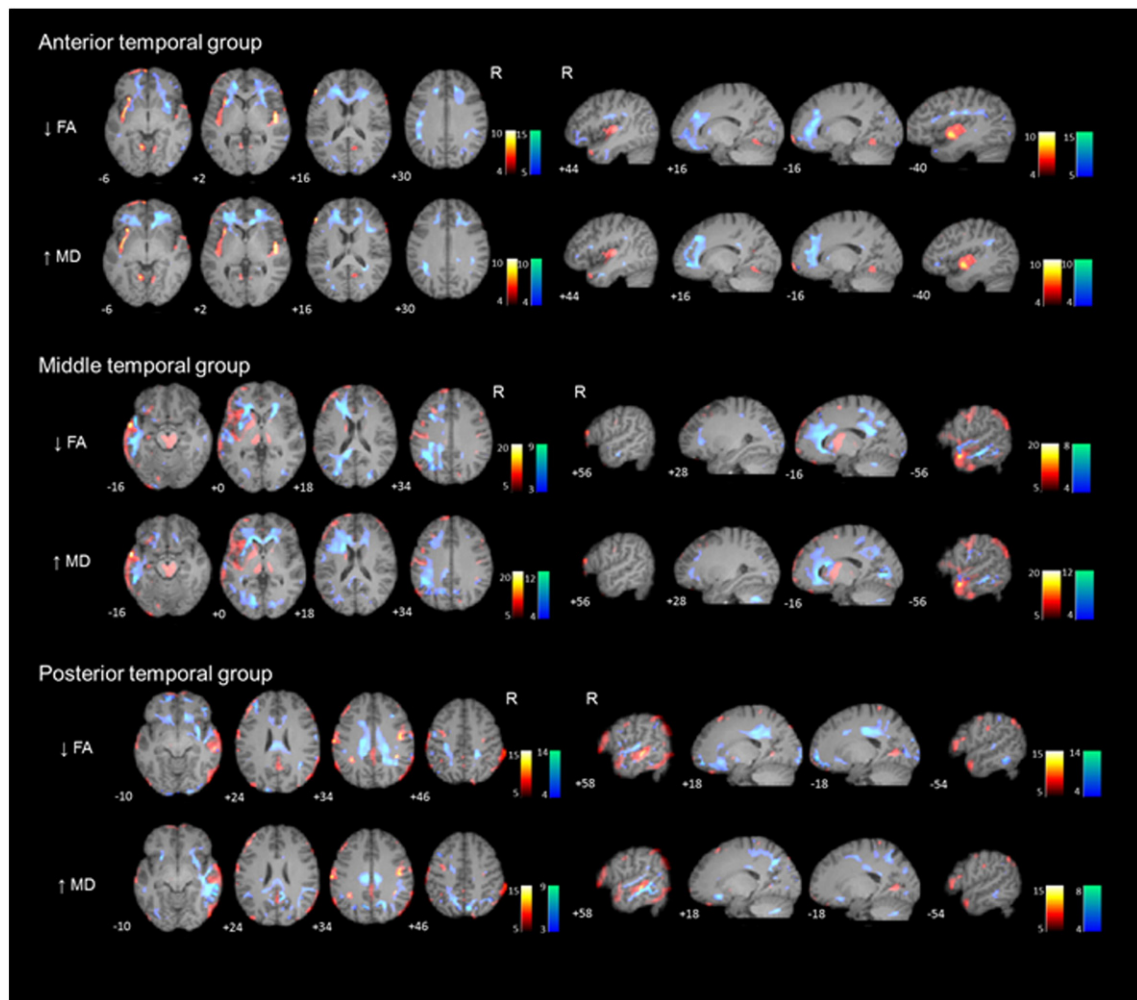 Anterior temporal group
R R
↓ FA
10 15 10 15
4 5 4 5
-6 +2 +16 +30 +44 +16 -16 -40
↑ MD
10 10 10 10
4 4 4 4
-6 +2 +16 +30 +44 +16 -16 -40
Middle temporal group
R R
↓ FA
20 9 20 8
5 3 5 4
-16 +0 +18 +34 +56 +28 -16 -56
↑ MD
20 12 20 12
5 4 5 4
-16 +0 +18 +34 +56 +28 -16 -56
Posterior temporal group
R R
↓ FA
15 14 15 14
5 4 5 4
-10 +24 +34 +46 +58 +18 -18 -54
↑ MD
15 9 15 8
5 3 5 4
-10 +24 +34 +46 +58 +18 -18 -54